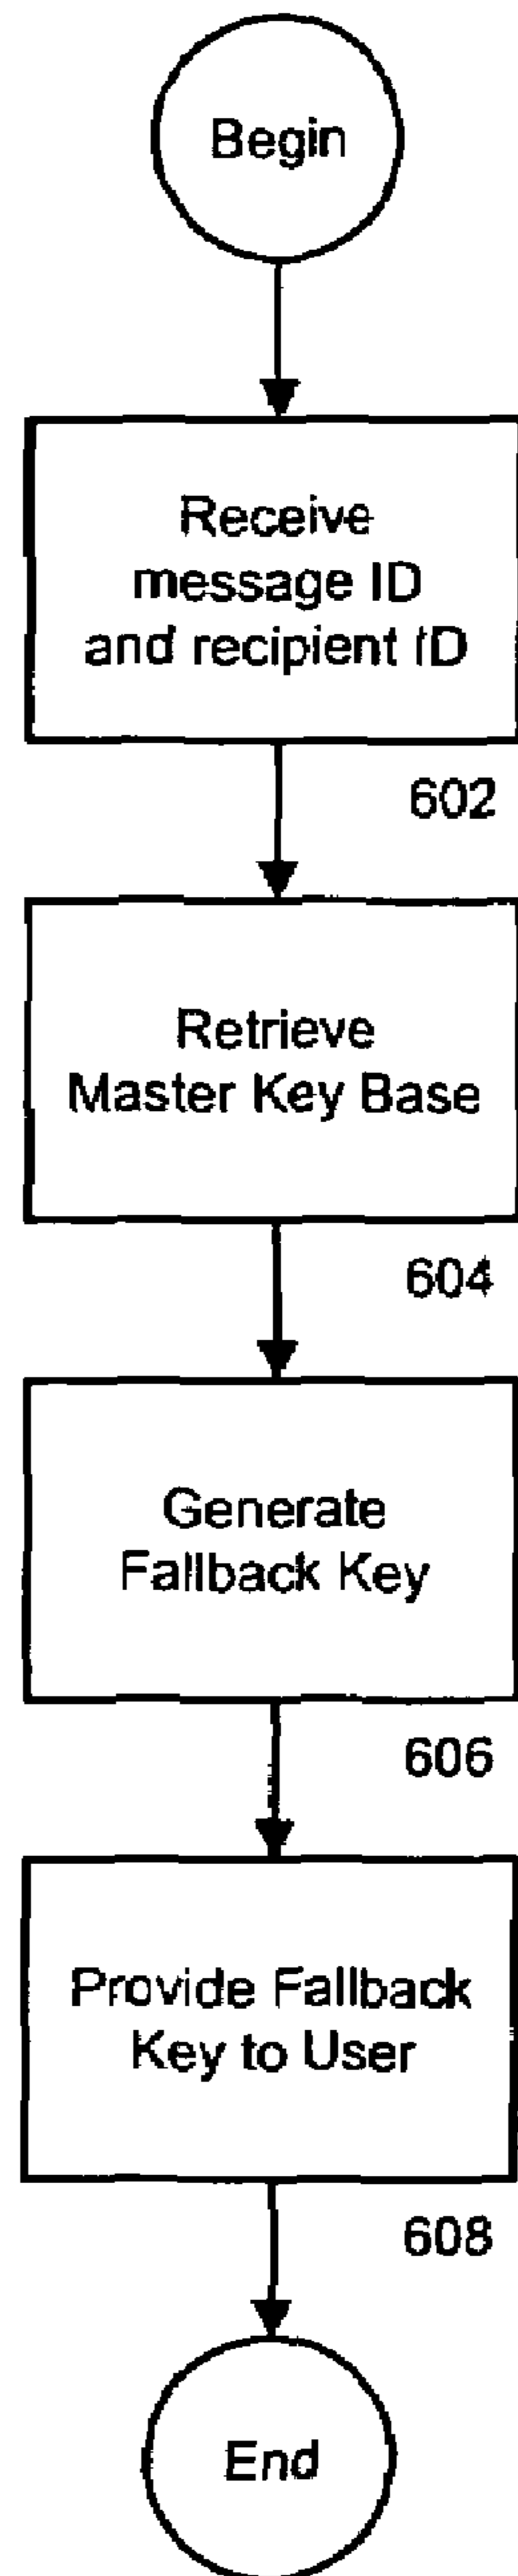 Begin
Receive
message ID
and recipient ID
602
Retrieve
Master Key Base
604
Generate
Fallback Key
606
Provide Fallback
Key to User
608
End